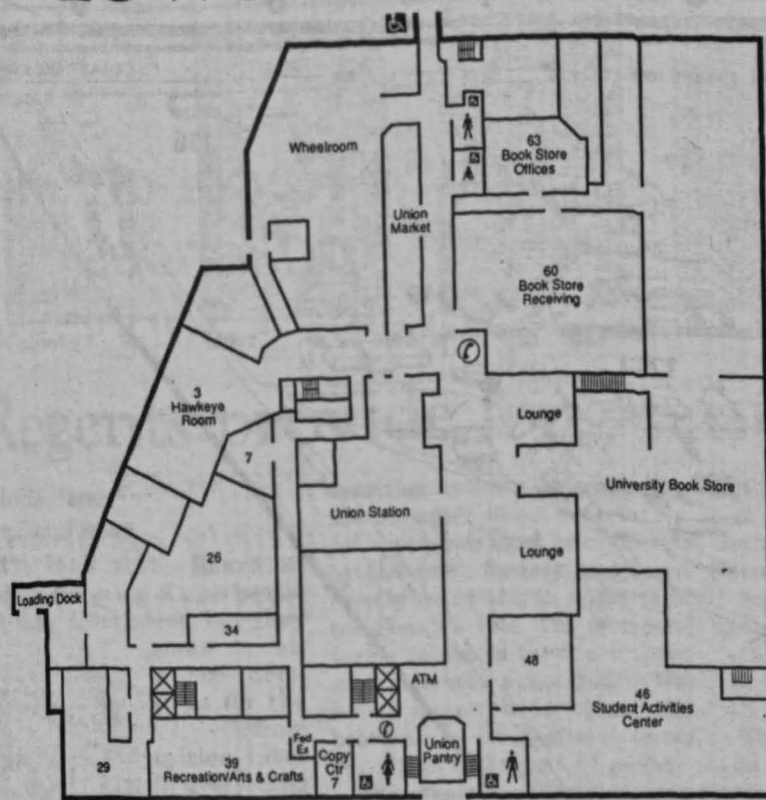 Wheelroom
63
Book Store
Offices
Union
Market
60
Book Store
Receiving
3
Hawkeye
Room
Lounge
7
University Book Store
Union Station
Lounge
26
Loading Dock
34
ATM
48
46
Student Activities
Center
Fed
Ex
Copy
Ctr
7
Union
Pantry
29
39
Recreation/Arts & Crafts